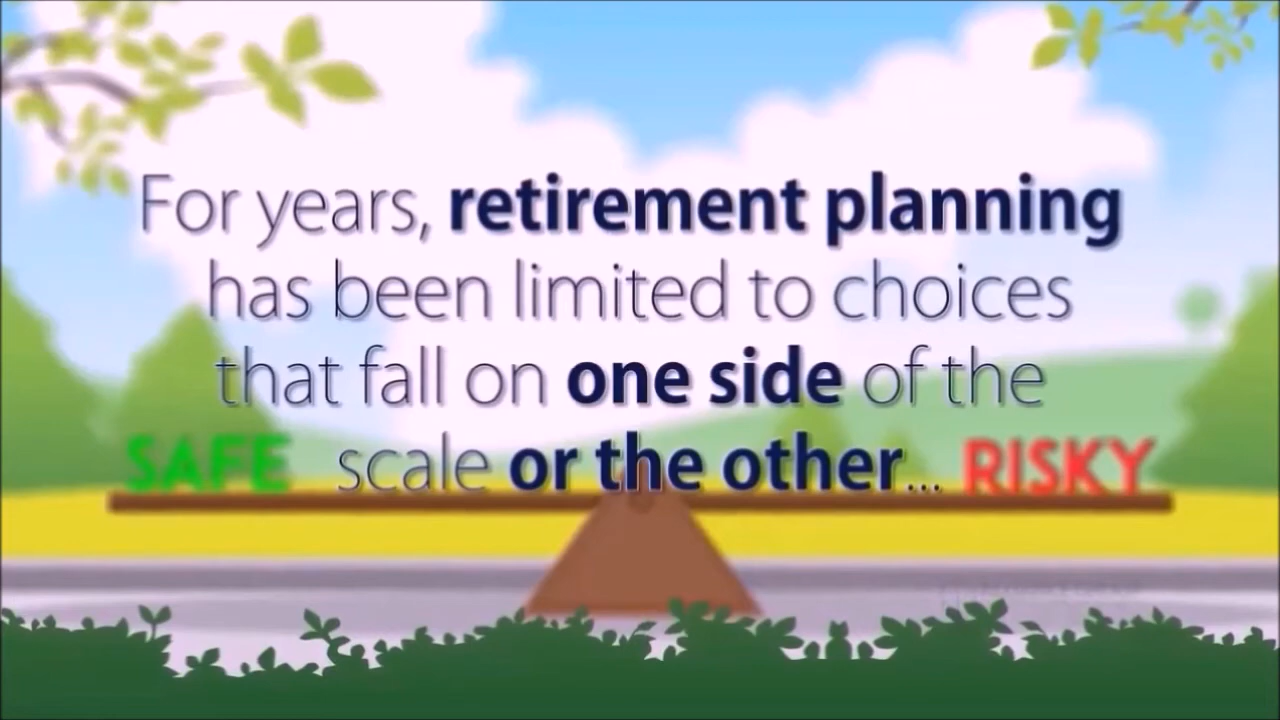 For years, retirement planning
has been limited to choices
that fall on one side of the
SAFE scale or the other... RISKY